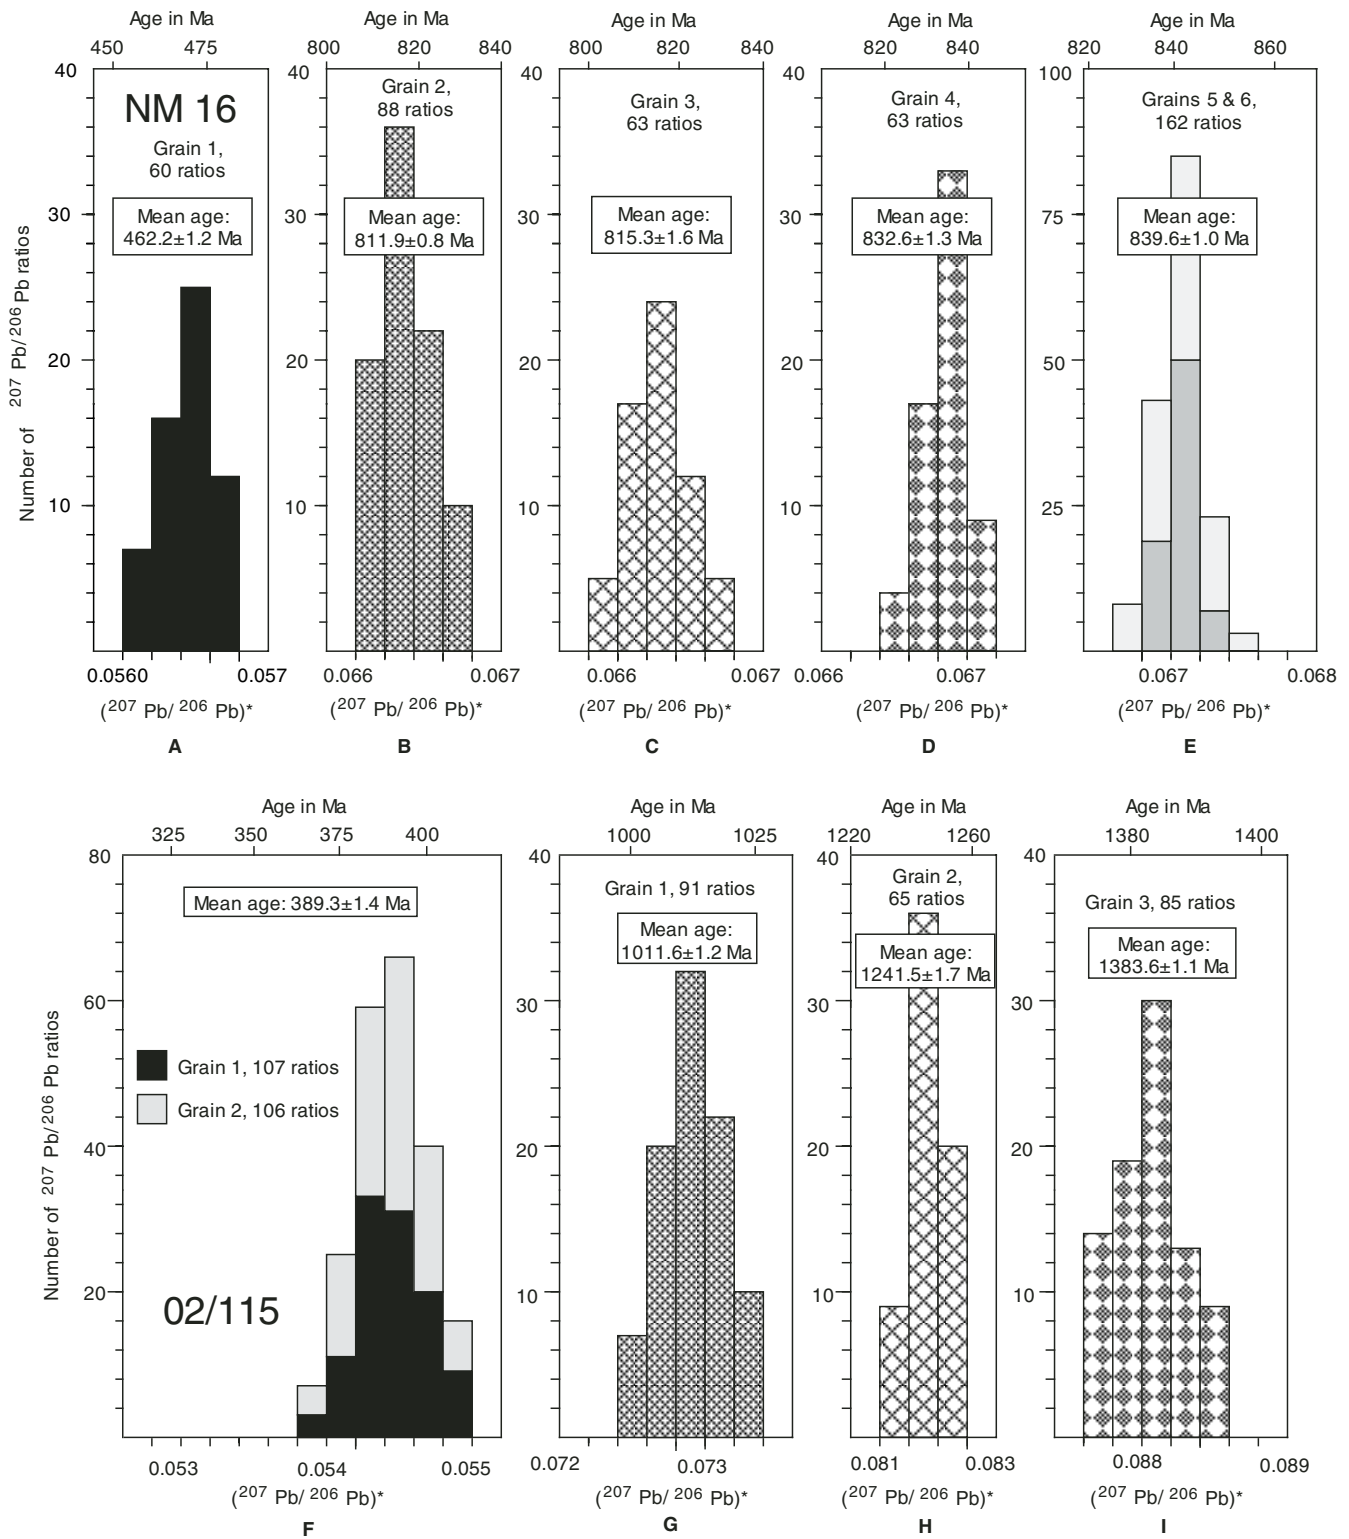 Age in Ma
450 475
40
30
20
10
NM 16
Grain 1,
60 ratios
Mean age:
462.2±1.2 Ma
Number of 207 Pb/206 Pb ratios
0.0560 0.057
(207 Pb/ 206 Pb)*
A
Age in Ma
800 820 840
40
30
20
10
Grain 2,
88 ratios
Mean age:
811.9±0.8 Ma
0.066 0.067
(207 Pb/ 206 Pb)*
B
Age in Ma
800 820 840
40
30
20
10
Grain 3,
63 ratios
Mean age:
815.3±1.6 Ma
0.066 0.067
(207 Pb/ 206 Pb)*
C
Age in Ma
820 840
40
30
20
10
Grain 4,
63 ratios
Mean age:
832.6±1.3 Ma
0.066 0.067
(207 Pb/ 206 Pb)*
D
Age in Ma
820 840 860
100
75
50
25
Grains 5 & 6,
162 ratios
Mean age:
839.6±1.0 Ma
0.067 0.068
(207 Pb/ 206 Pb)*
E
Age in Ma
325 350 375 400
80
60
40
20
Mean age: 389.3±1.4 Ma
Grain 1, 107 ratios
Grain 2, 106 ratios
02/115
Number of 207 Pb/206 Pb ratios
0.053 0.054 0.055
(207 Pb/ 206 Pb)*
F
Age in Ma
1000 1025
40
30
20
10
Grain 1, 91 ratios
Mean age:
1011.6±1.2 Ma
0.072 0.073
(207 Pb/ 206 Pb)*
G
Age in Ma
1220 1260
40
30
20
10
Grain 2,
65 ratios
Mean age:
1241.5±1.7 Ma
0.081 0.083
(207 Pb/ 206 Pb)*
H
Age in Ma
1380 1400
40
30
20
10
Grain 3, 85 ratios
Mean age:
1383.6±1.1 Ma
0.088 0.089
(207 Pb/ 206 Pb)*
I